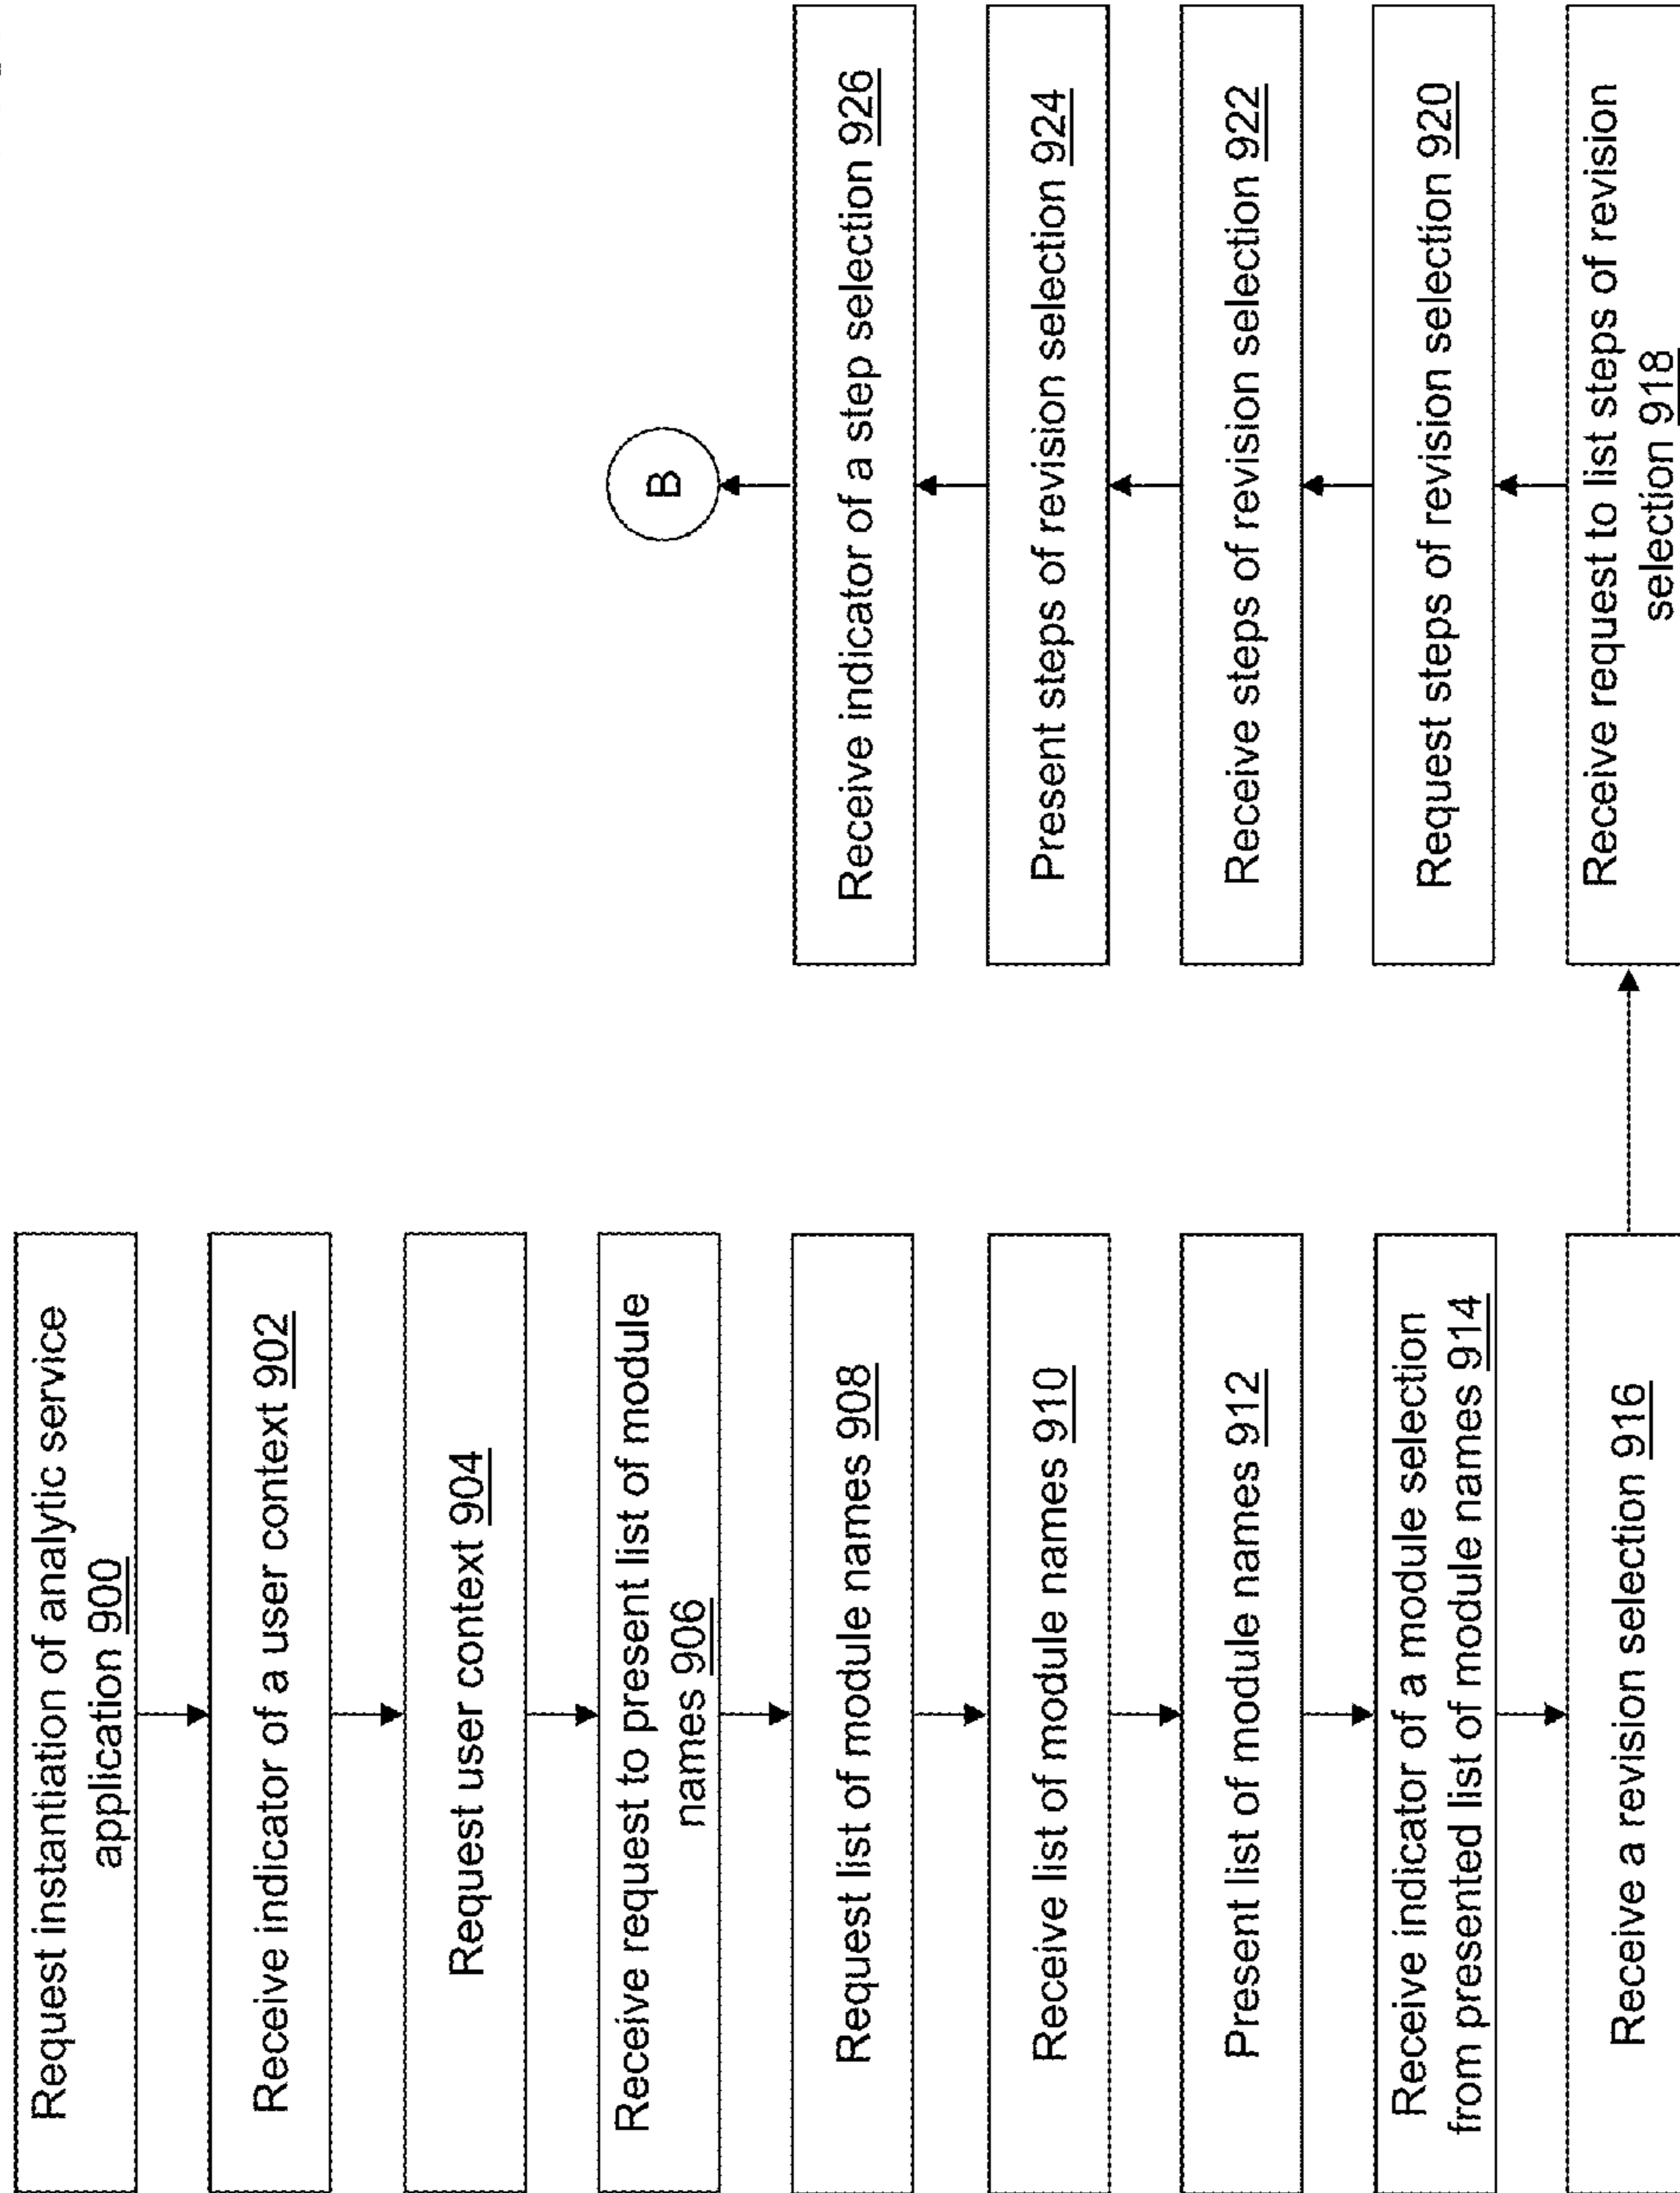 Request instantiation of analytic service
application 900
Receive indicator of a user context 902
Request user context 904
Receive request to present list of module
names 906
Request list of module names 908
Receive list of module names 910
Present list of module names 912
Receive indicator of a module selection
from presented list of module names 914
Receive a revision selection 916
Receive request to list steps of revision
selection 918
Request steps of revision selection 920
Receive steps of revision selection 922
Present steps of revision selection 924
Receive indicator of a step selection 926
B